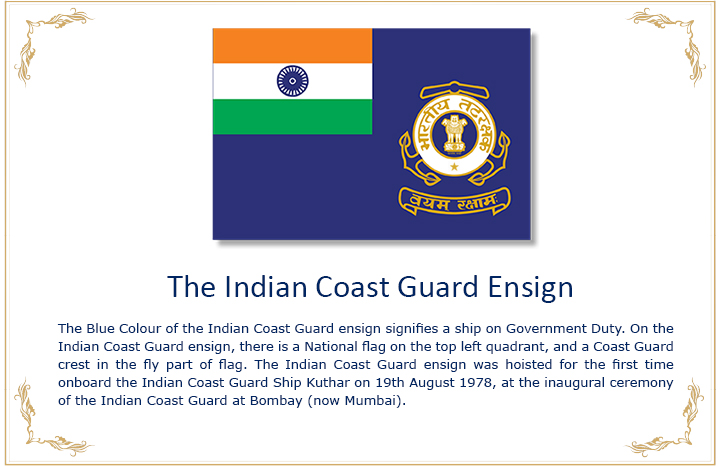 भारतीय तटरक्षक
वयम रक्षामः
The Indian Coast Guard Ensign
The Blue Colour of the Indian Coast Guard ensign signifies a ship on Government Duty. On the
Indian Coast Guard ensign, there is a National flag on the top left quadrant, and a Coast Guard
crest in the fly part of flag. The Indian Coast Guard ensign was hoisted for the first time
onboard the Indian Coast Guard Ship Kuthar on 19th August 1978, at the inaugural ceremony
of the Indian Coast Guard at Bombay (now Mumbai).